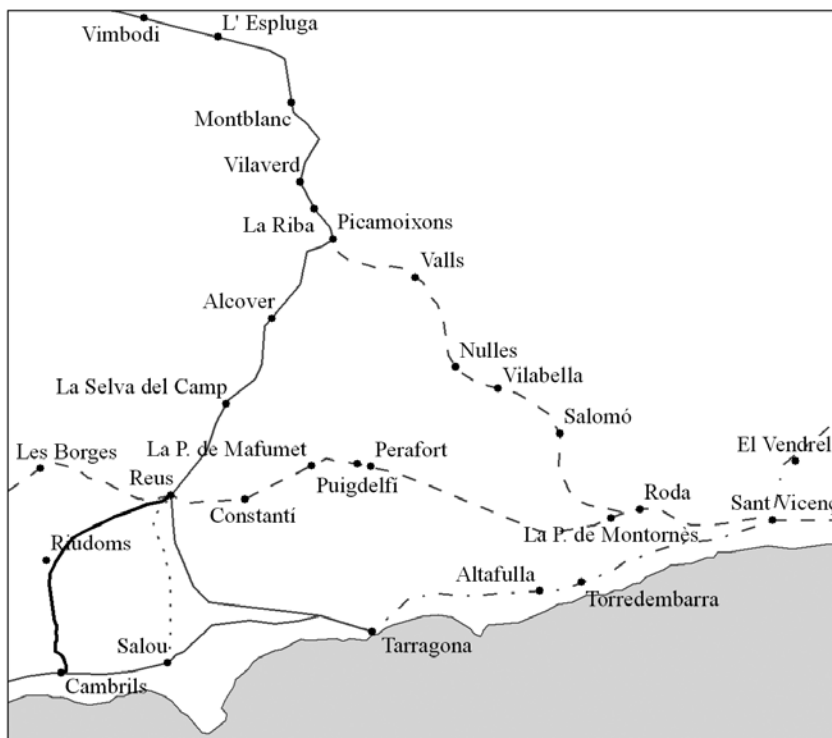 L' Espluga
Vimbodi
Montblanc
Vilaverd
La Riba
Picamoixons
Valls
Alcover
Nulles
Vilabella
La Selva del Camp
Salomó
La P. de Mafumet
Perafort
El Vendrel
Les Borges
Reus
Puigdelfí
Roda
Constantí
Sant Vicenç
La P. de Montornès
Riudoms
Altafulla
Torredembarra
Salou
Tarragona
Cambrils